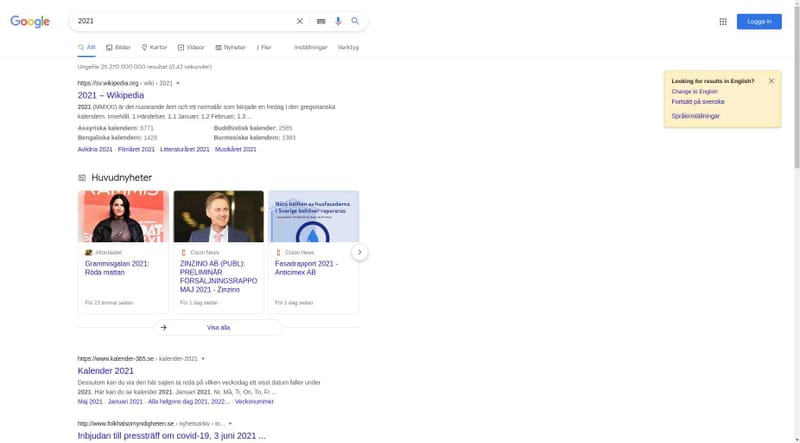 Google
2021
Logga in
Allt
Bilder
Kartor
Videor
Nyheter
Fler
Inställningar
Verktyg
Ungefär 25 270 000 000 resultat (0,42 sekunder)
Looking for results in English?
Change to English
Fortsätt på svenska
Språkinställningar
https://sv.wikipedia.org › wiki › 2021
2021 – Wikipedia
2021 (MMXXI) är det nuvarande året och ett normalår som började en fredag i den gregorianska
kalendern. Innehåll. 1 Händelser. 1.1 Januari; 1.2 Februari; 1.3 ...
Assyriska kalendern: 6771
Buddhistisk kalender: 2565
Bengaliska kalendern: 1428
Burmesiska kalendern: 1383
Avlidna 2021 · Filmåret 2021 · Litteraturåret 2021 · Musikåret 2021
Huvudnyheter
Aftonbladet
Grammisgalan 2021:
Röda mattan
För 23 timmar sedan
Cision News
ZINZINO AB (PUBL):
PRELIMINÄR
FÖRSÄLJNINGSRAPPO
MAJ 2021 - Zinzino
För 1 dag sedan
Nära hälften av husfasaderna
i Sverige behöver repareras
Cision News
Fasadrapport 2021 -
Anticimex AB
För 1 dag sedan
Visa alla
https://www.kalender-365.se › kalender-2021
Kalender 2021
Dessutom kan du via den här sajten ta reda på vilken veckodag ett visst datum faller under
2021. Här kan du se kalender 2021. Januari 2021. Nr, Må, Ti, On, To, Fr ...
Maj 2021 · Januari 2021 · Alla helgons dag 2021, 2022... · Veckonummer
http://www.folkhalsomyndigheten.se › nyhetsarkiv › in...
Inbjudan till pressträff om covid-19, 3 juni 2021 ...